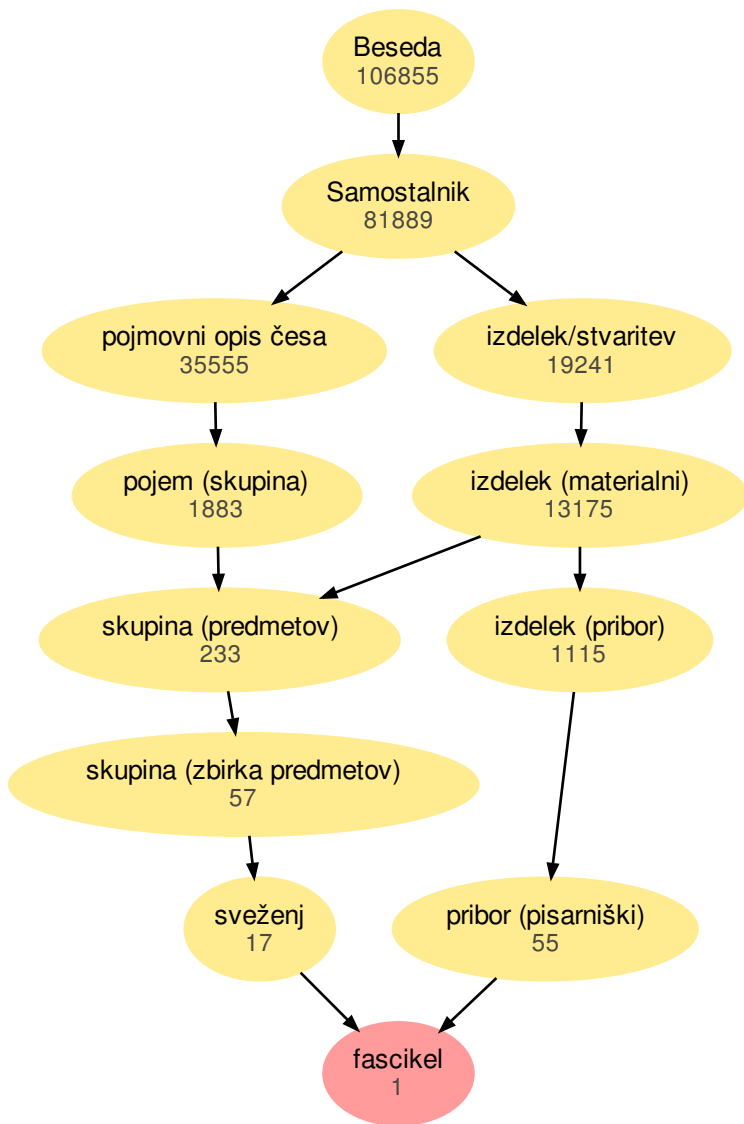 Beseda
106855
Samostalnik
81889
pojmovni opis česa
35555
izdelek/stvaritev
19241
pojem (skupina)
1883
izdelek (materialni)
13175
skupina (predmetov)
233
izdelek (pribor)
1115
skupina (zbirka predmetov)
57
sveženj
17
pribor (pisarniški)
55
fascikel
1